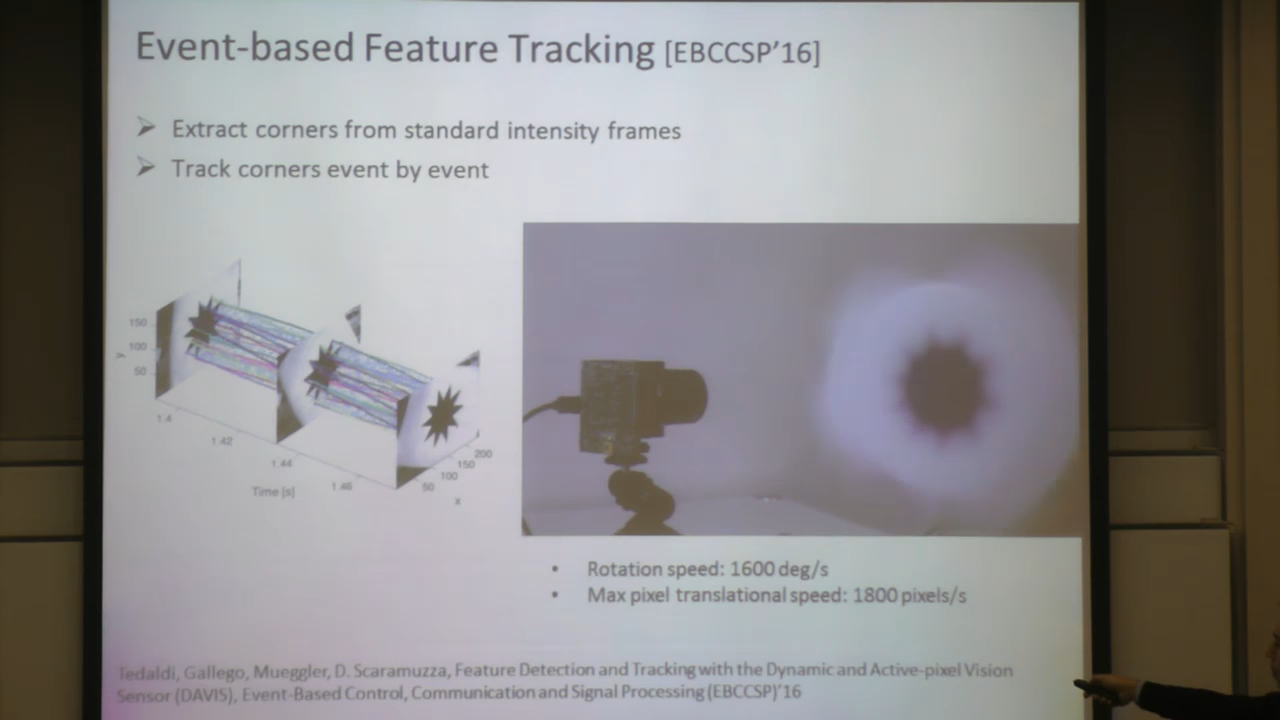 Event-based Feature Tracking [EBCCSP'16]
Extract corners from standard intensity frames
Track corners event by event
150
100
50
y
1.4
1.42
1.44
1.46
Time [s]
50
100
150
200
x
Rotation speed: 1600 deg/s
Max pixel translational speed: 1800 pixels/s
Tedaldi, Gallego, Mueggler, D. Scaramuzza, Feature Detection and Tracking with the Dynamic and Active-pixel Vision
Sensor (DAVIS), Event-Based Control, Communication and Signal Processing (EBCCSP)'16